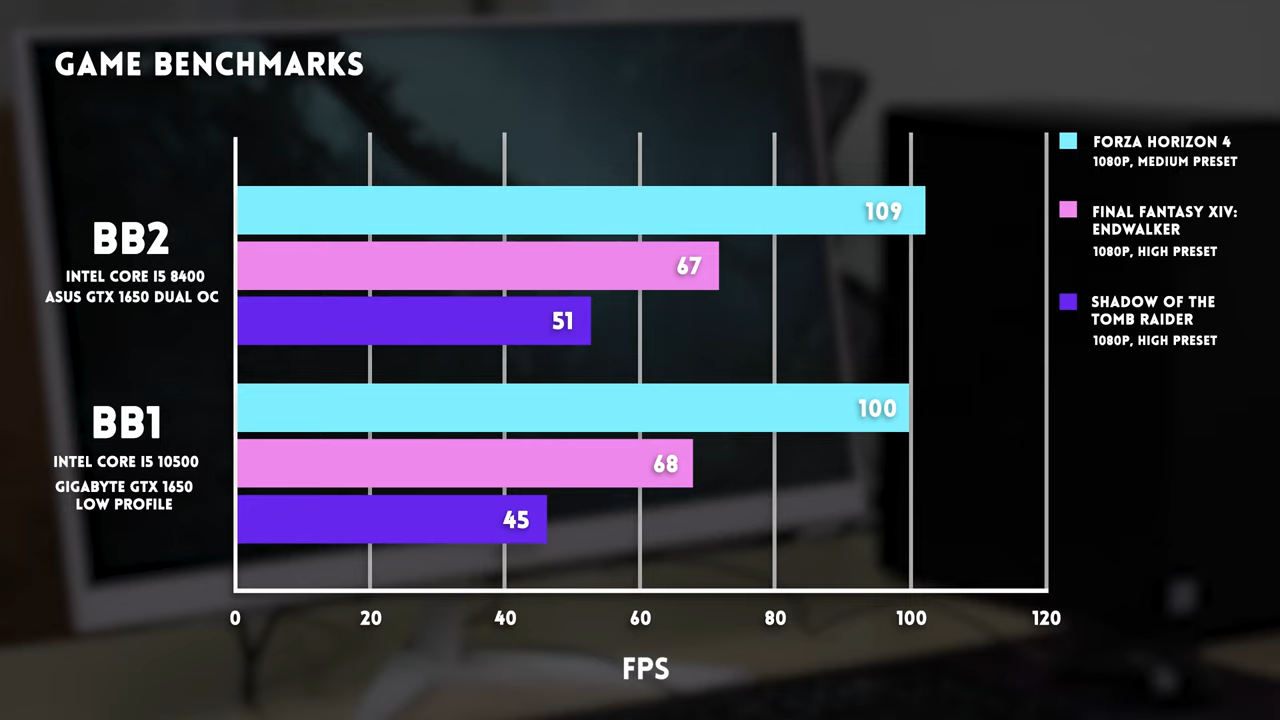 GAME BENCHMARKS
FORZA HORIZON 4
1080P, MEDIUM PRESET
FINAL FANTASY XIV:
ENDWALKER
1080P, HIGH PRESET
SHADOW OF THE
TOMB RAIDER
1080P, HIGH PRESET
BB2
INTEL CORE I5 8400
ASUS GTX 1650 DUAL OC
109
67
51
BB1
INTEL CORE I5 10500
GIGABYTE GTX 1650
LOW PROFILE
100
68
45
0 20 40 60 80 100 120
FPS